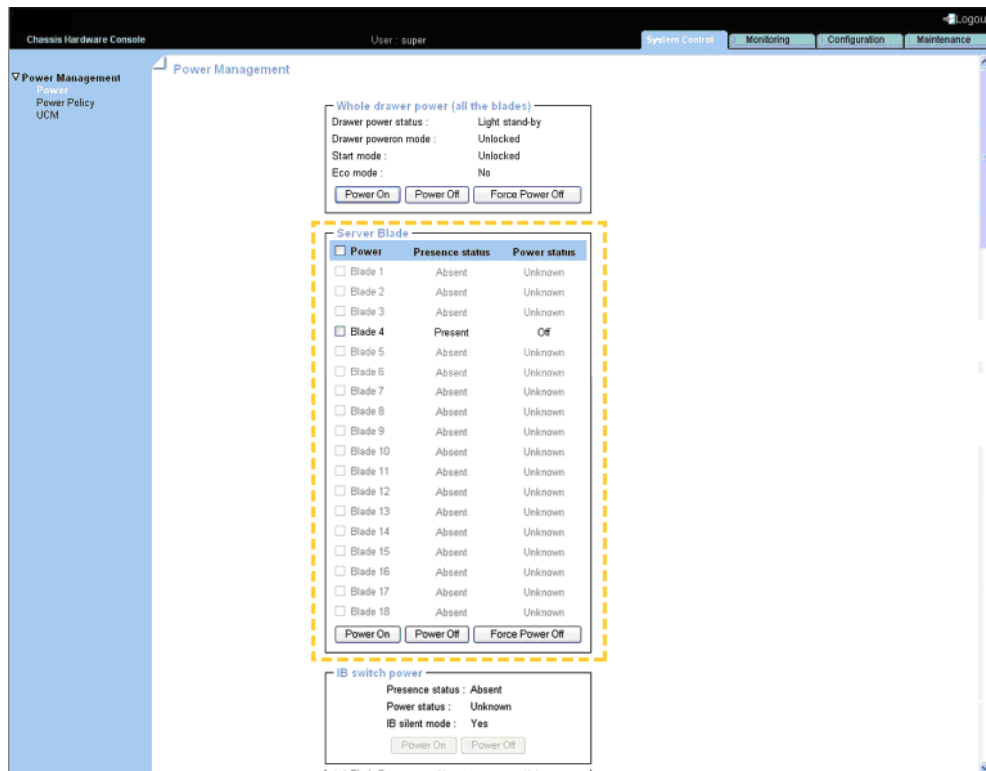 Logou
Chassis Hardware Console User : super System Control Monitoring Configuration Maintenance
Power Management
Power
Power Policy
UCM
Power Management
Whole drawer power (all the blades)
Drawer power status : Light stand-by
Drawer poweron mode : Unlocked
Start mode : Unlocked
Eco mode : No
Power On Power Off Force Power Off
Server Blade
Power Presence status Power status
Blade 1 Absent Unknown
Blade 2 Absent Unknown
Blade 3 Absent Unknown
Blade 4 Present Off
Blade 5 Absent Unknown
Blade 6 Absent Unknown
Blade 7 Absent Unknown
Blade 8 Absent Unknown
Blade 9 Absent Unknown
Blade 10 Absent Unknown
Blade 11 Absent Unknown
Blade 12 Absent Unknown
Blade 13 Absent Unknown
Blade 14 Absent Unknown
Blade 15 Absent Unknown
Blade 16 Absent Unknown
Blade 17 Absent Unknown
Blade 18 Absent Unknown
Power On Power Off Force Power Off
IB switch power
Presence status : Absent
Power status : Unknown
IB silent mode : Yes
Power On Power Off